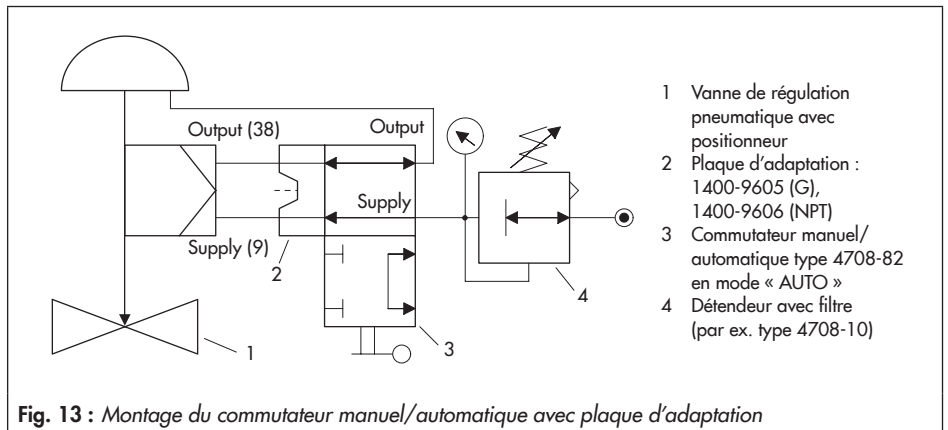 Output (38)
Output
Supply
Supply (9)
2
4
3
1
1 Vanne de régulation
pneumatique avec
positionneur
2 Plaque d'adaptation :
1400-9605 (G),
1400-9606 (NPT)
3 Commutateur manuel/
automatique type 4708-82
en mode « AUTO »
4 Détendeur avec filtre
(par ex. type 4708-10)
Fig. 13 : Montage du commutateur manuel/automatique avec plaque d'adaptation